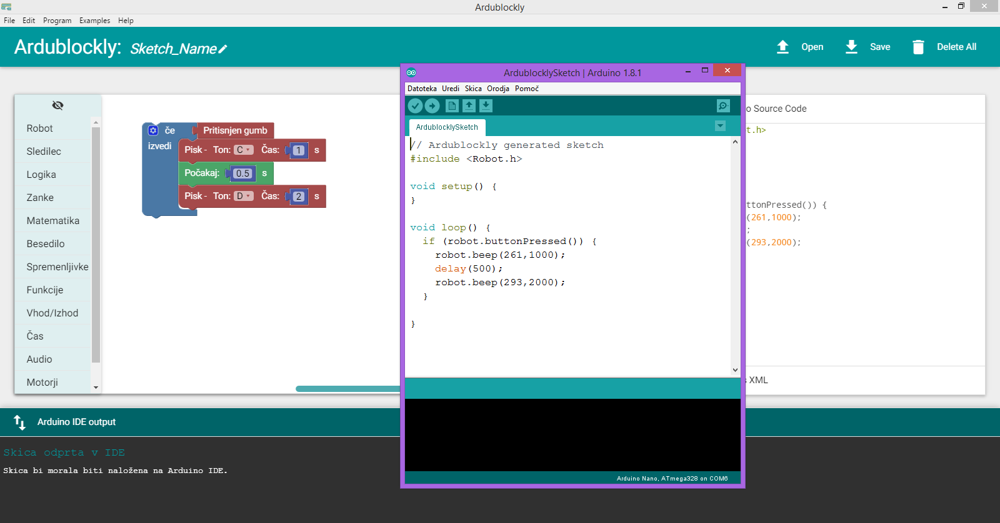 Ardublockly
File Edit Program Examples Help
Ardublockly: Sketch_Name
Open Save Delete All
Robot
Sledilec
Logika
Zanke
Matematika
Besedilo
Spremenljivke
Funkcije
Vhod/Izhod
Čas
Audio
Motorji
če Pritisnjen gumb
izvedi Pisk - Ton: C Čas: 1 s
Počakaj: 0.5 s
Pisk - Ton: D Čas: 2 s
ArdublocklySketch | Arduino 1.8.1
Datoteka Uredi Skica Orodja Pomoč
ArdublocklySketch
// Ardublockly generated sketch
#include <Robot.h>
void setup() {
}
void loop() {
if (robot.buttonPressed()) {
robot.beep(261,1000);
delay(500);
robot.beep(293,2000);
}
}
Arduino Nano, ATmega328 on COM6
o Source Code
t.h>
ttonPressed()) {
(261,1000);
;
(293,2000);
s XML
Arduino IDE output
Skica odprta v IDE
Skica bi morala biti naložena na Arduino IDE.